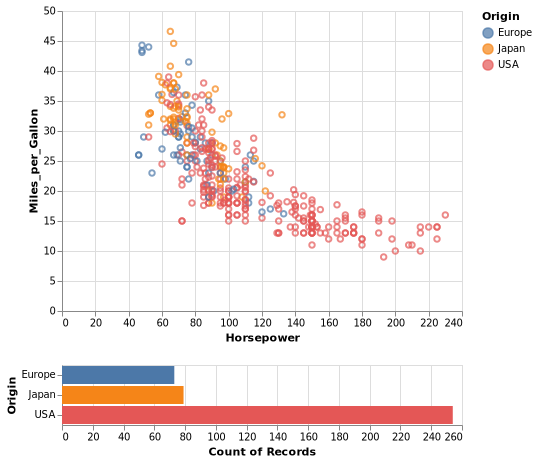 Origin
Europe
Japan
USA
50
45
40
35
30
25
20
15
10
5
0
Miles_per_Gallon
0 20 40 60 80 100 120 140 160 180 200 220 240
Horsepower
Origin
Europe
Japan
USA
0 20 40 60 80 100 120 140 160 180 200 220 240 260
Count of Records